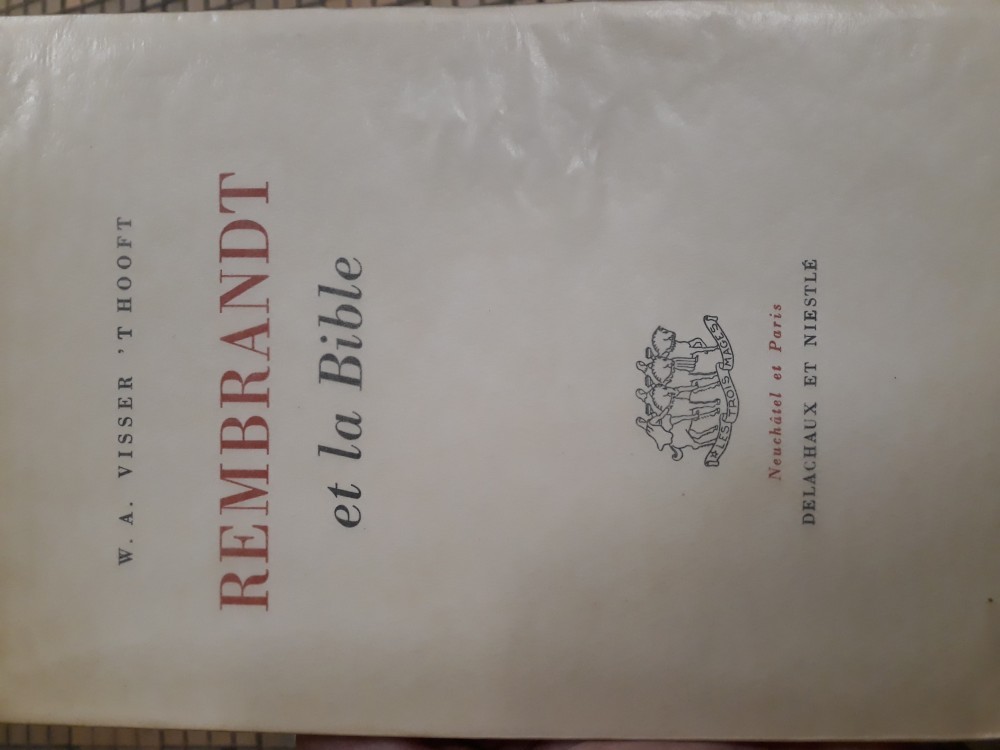 W. A. VISSER 'T HOOFT
REMBRANDT
et la Bible
LES TROIS MAGES
Neuchâtel et Paris
DELACHAUX ET NIESTLÉ